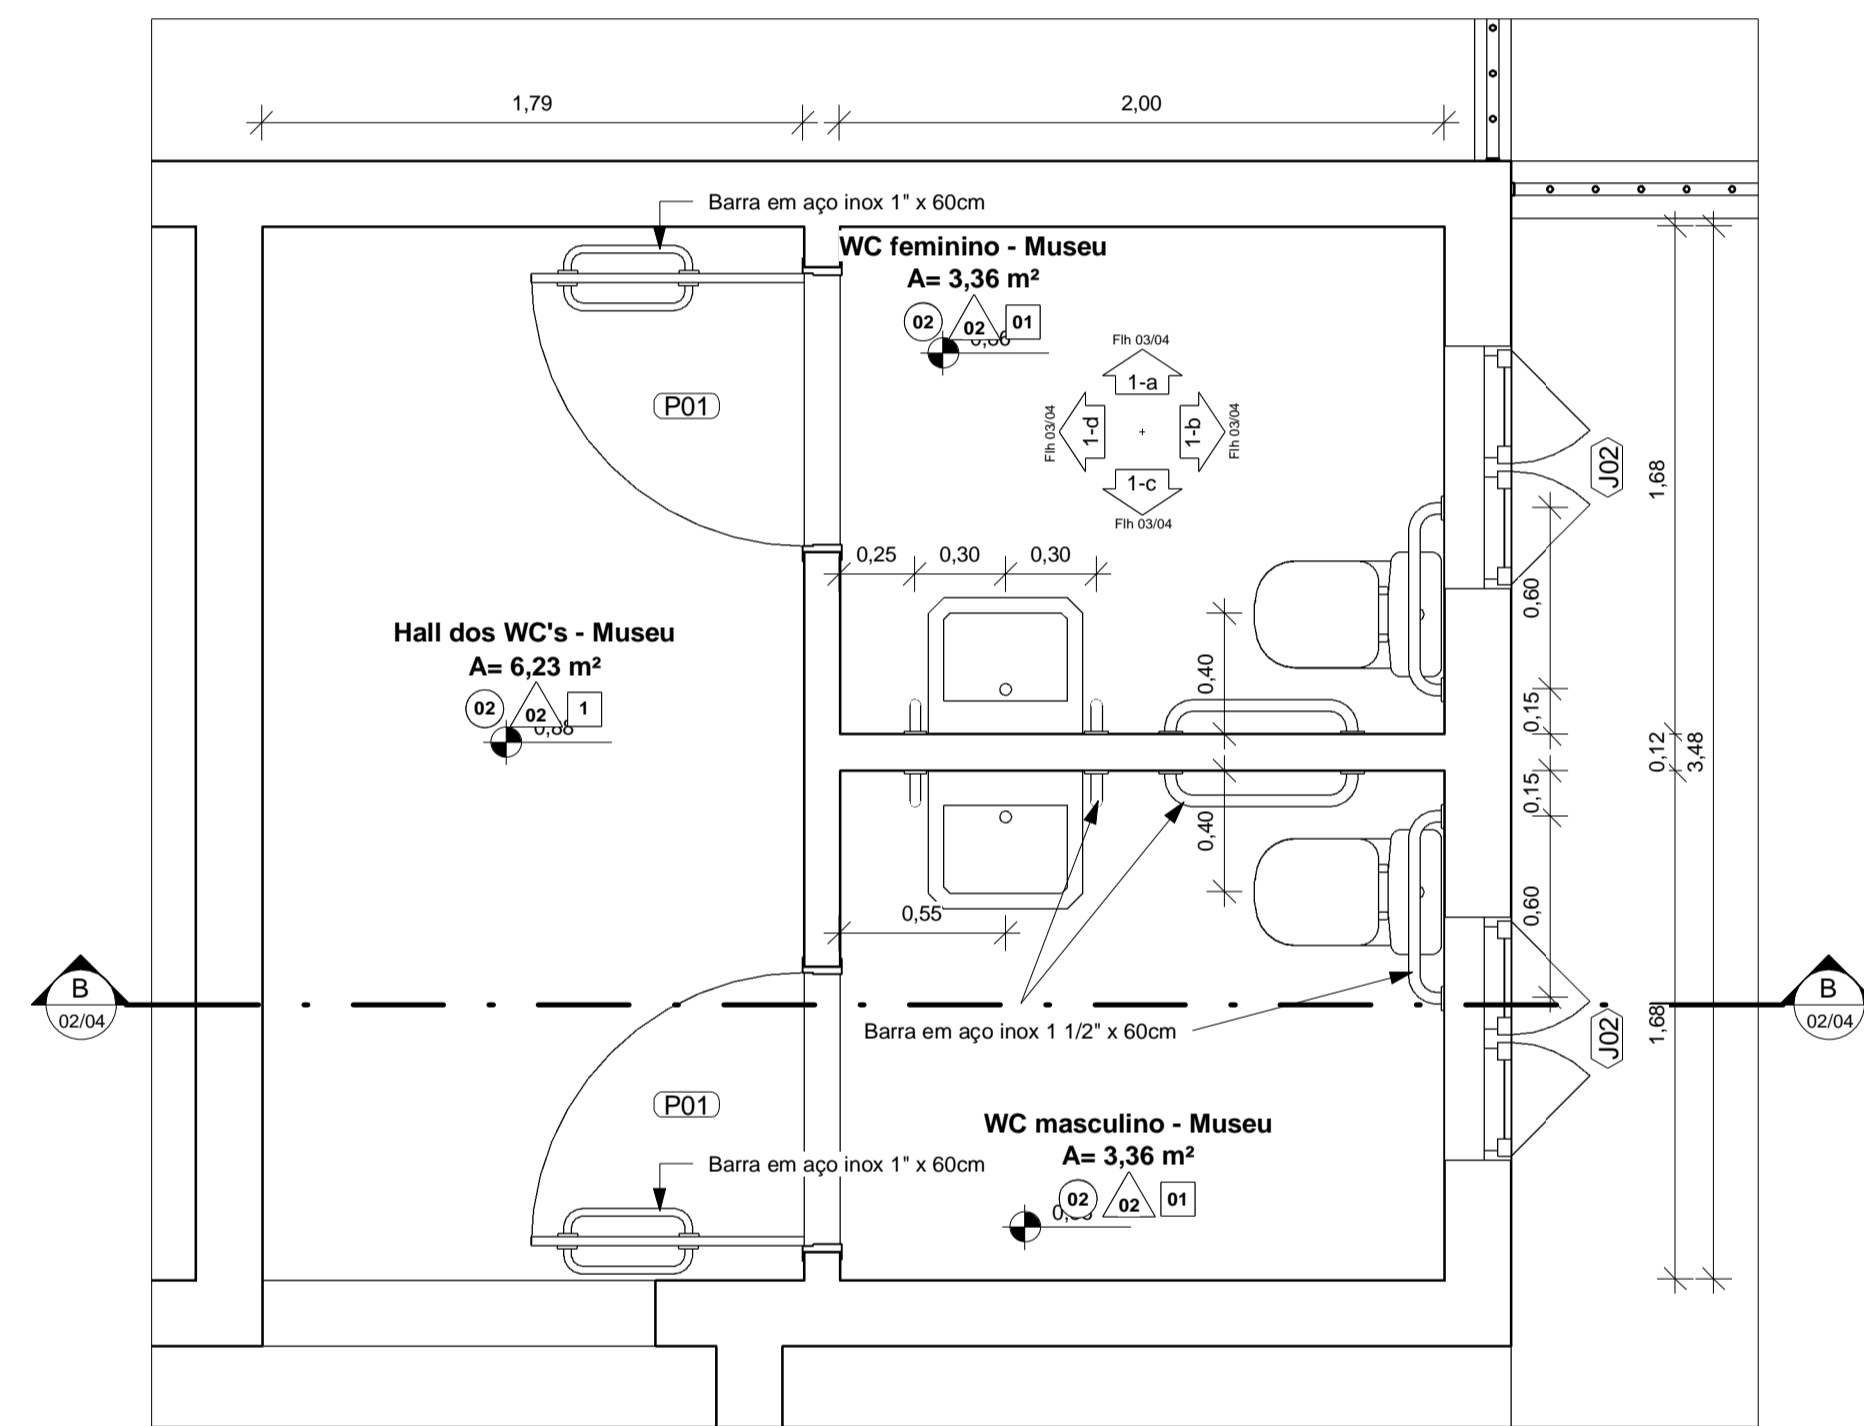 1,79
2,00
Barra em aço inox 1" x 60cm
WC feminino - Museu
A= 3,36 m²
02
02
01
P01
Flh 03/04
1-a
Flh 03/04
1-d
1-b
Flh 03/04
1-c
Flh 03/04
J02
1,68
0,25
0,30
0,30
0,60
0,40
0,15
Hall dos WC's - Museu
A= 6,23 m²
02
02
1
0,12
3,48
0,15
0,40
0,60
0,55
B
02/04
B
02/04
Barra em aço inox 1 1/2" x 60cm
J02
1,68
P01
WC masculino - Museu
A= 3,36 m²
Barra em aço inox 1" x 60cm
02
02
01